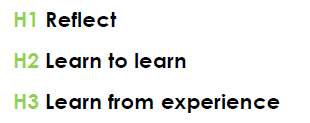 H1 Reflect
H2 Learn to learn
H3 Learn from experience